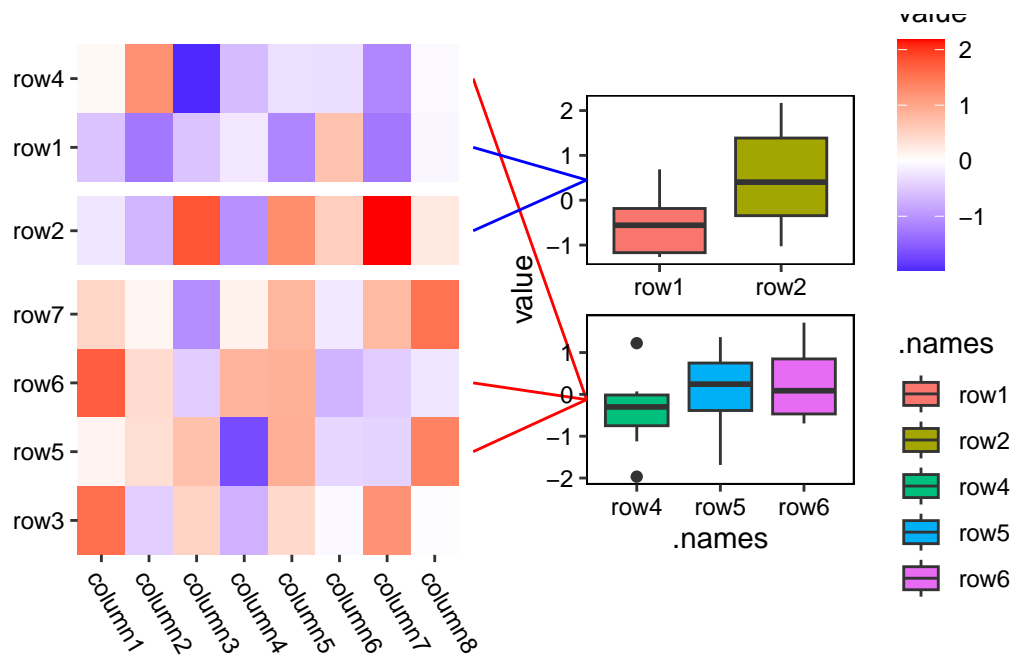 row4
row1
row2
row7
row6
row5
row3
column1
column2
column3
column4
column5
column6
column7
column8
value
2
1
0
−1
row1
row2
1
0
−1
−2
row4
row5
row6
.names
value
2
1
0
−1
.names
row1
row2
row4
row5
row6